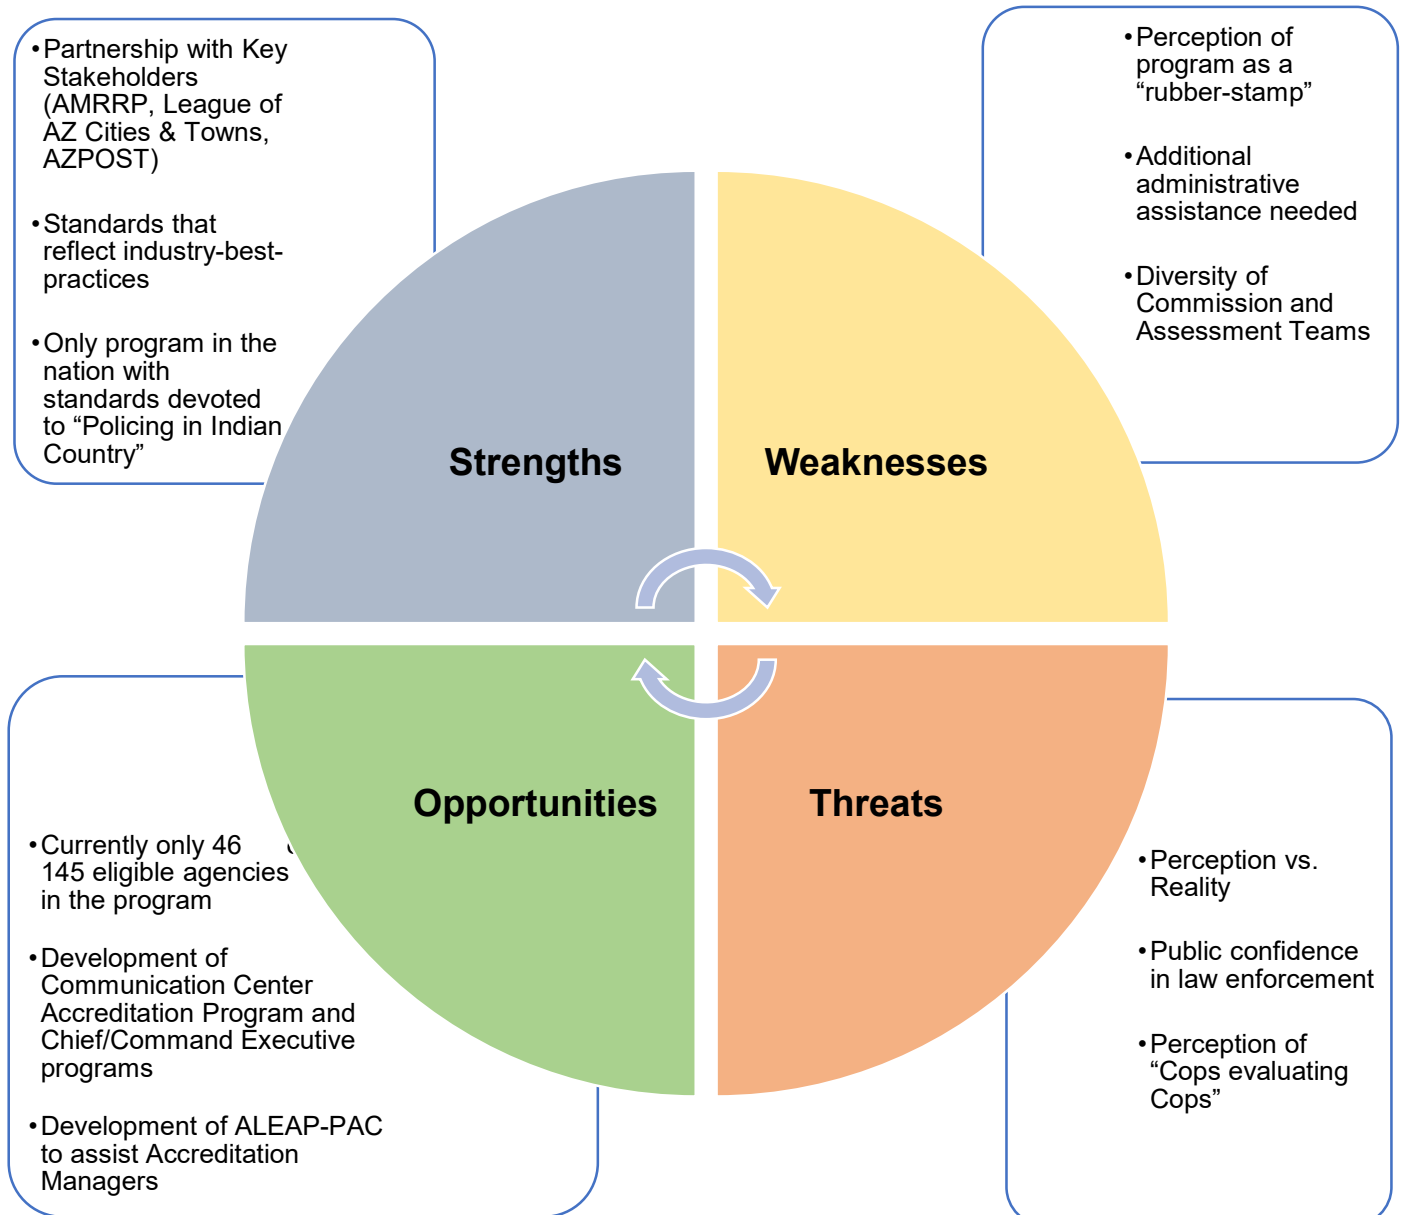 •Partnership with Key
Stakeholders
(AMRRP, League of
AZ Cities & Towns,
AZPOST)
•Standards that
reflect industry-best-
practices
•Only program in the
nation with
standards devoted
to “Policing in Indian
Country”
•Perception of
program as a
“rubber-stamp”
•Additional
administrative
assistance needed
•Diversity of
Commission and
Assessment Teams
Strengths
Weaknesses
Opportunities
Threats
•Currently only 46
145 eligible agencies
in the program
•Development of
Communication Center
Accreditation Program and
Chief/Command Executive
programs
•Development of ALEAP-PAC
to assist Accreditation
Managers
•Perception vs.
Reality
•Public confidence
in law enforcement
•Perception of
“Cops evaluating
Cops”